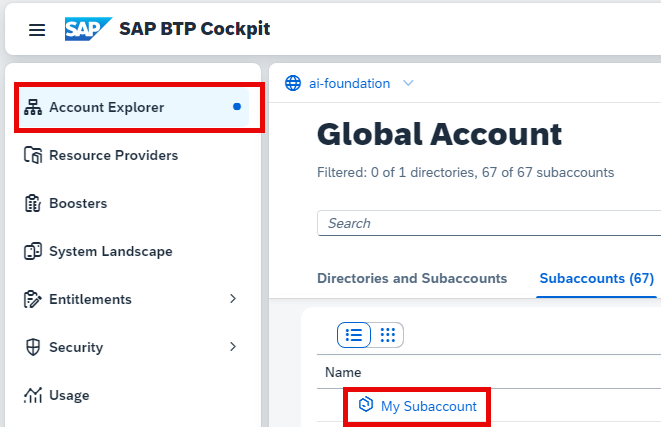 SAP SAP BTP Cockpit
Account Explorer
Resource Providers
Boosters
System Landscape
Entitlements
Security
Usage
ai-foundation
Global Account
Filtered: 0 of 1 directories, 67 of 67 subaccounts
Search
Directories and Subaccounts Subaccounts (67)
Name
My Subaccount